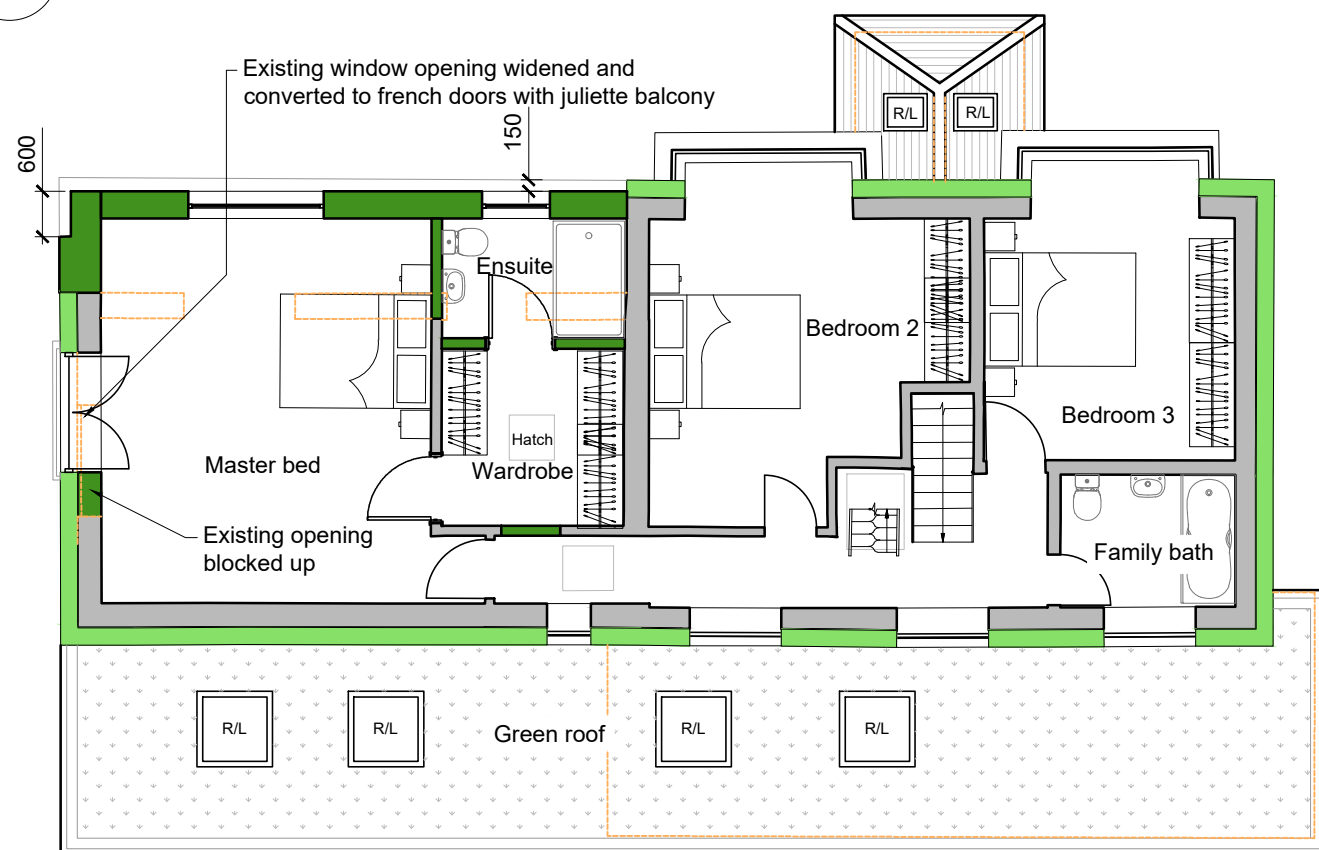 Existing window opening widened and
converted to french doors with juliette balcony
600
150
R/L
R/L
Ensuite
Bedroom 2
Bedroom 3
Hatch
Master bed
Wardrobe
Existing opening
blocked up
Family bath
R/L
R/L
Green roof
R/L
R/L